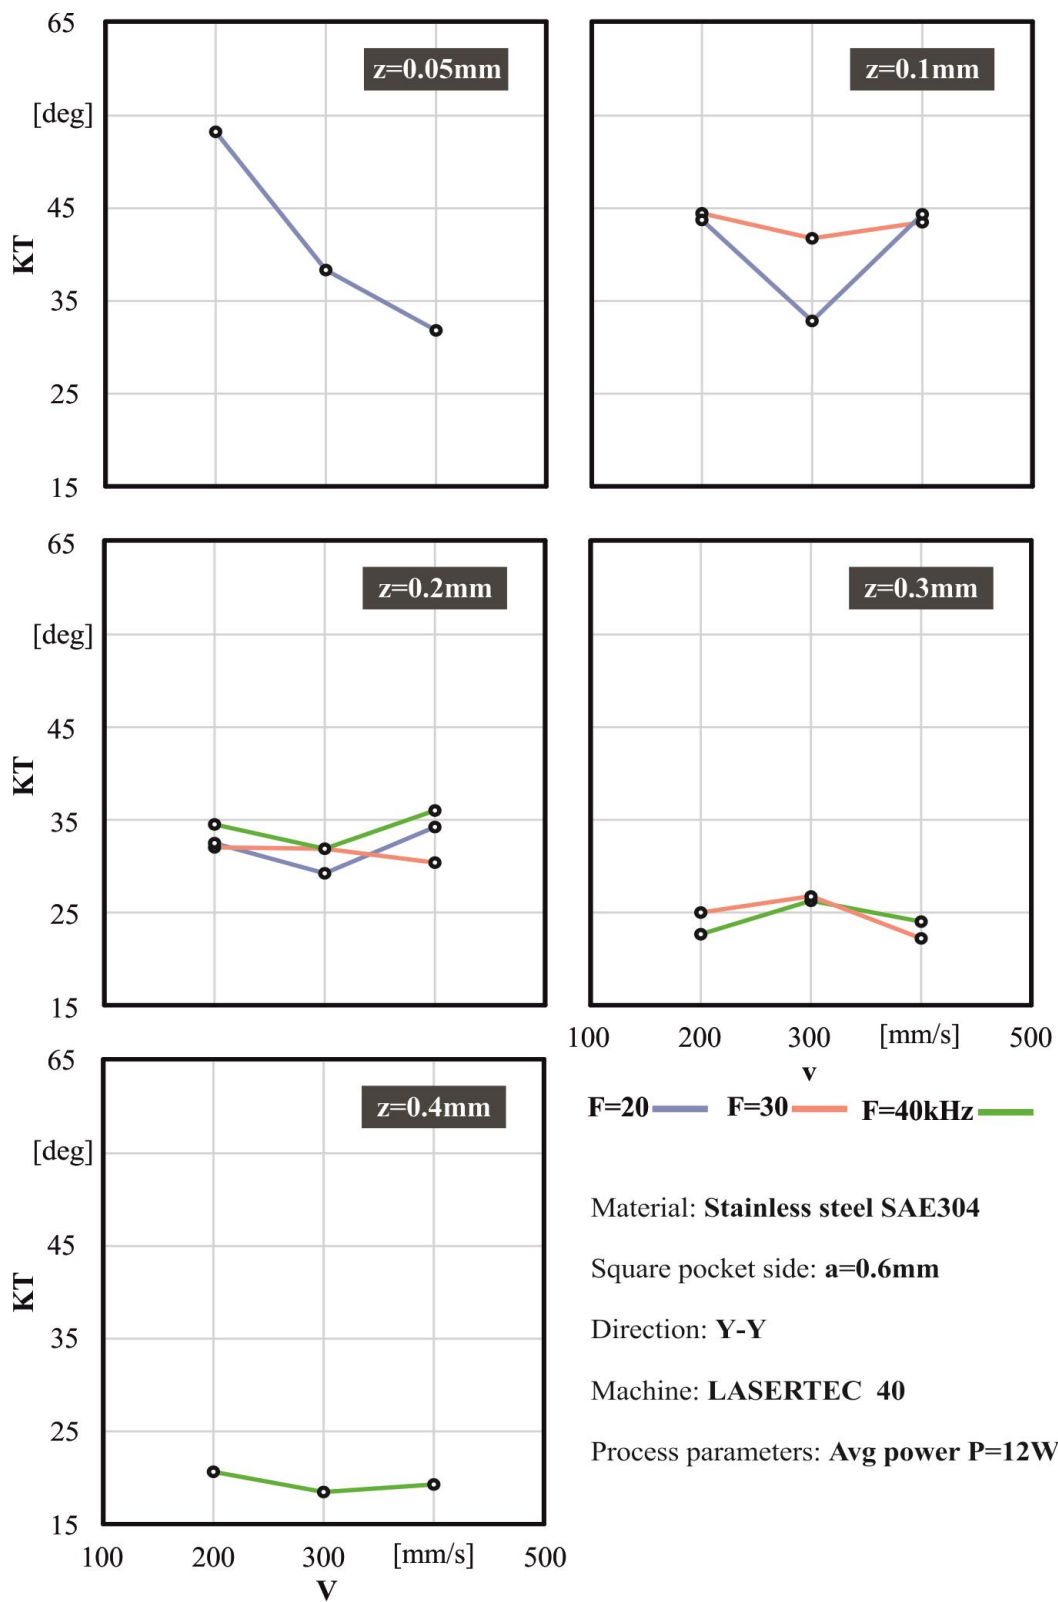 65
z=0.05mm
z=0.1mm
[deg]
45
KT
35
25
15
65
z=0.2mm
z=0.3mm
[deg]
45
KT
35
25
15
100 200 300 [mm/s] 500
v
65
z=0.4mm
F=20 F=30 F=40kHz
[deg]
45
KT
35
25
15
100 200 300 [mm/s] 500
V
Material: Stainless steel SAE304
Square pocket side: a=0.6mm
Direction: Y-Y
Machine: LASERTEC 40
Process parameters: Avg power P=12W